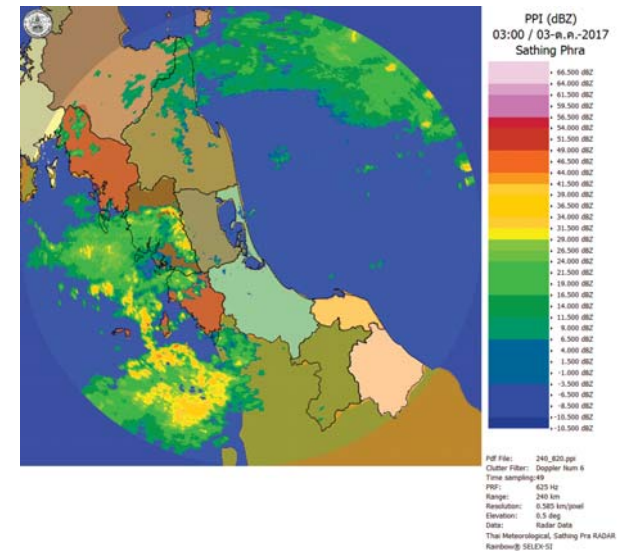 PPI (dBZ)
03:00 / 03-ต.ค.-2017
Sathing Phra
66.500 dBZ
64.000 dBZ
61.500 dBZ
59.500 dBZ
56.500 dBZ
54.000 dBZ
51.500 dBZ
49.000 dBZ
46.500 dBZ
44.000 dBZ
41.500 dBZ
39.000 dBZ
36.500 dBZ
34.000 dBZ
31.500 dBZ
29.000 dBZ
26.500 dBZ
24.000 dBZ
21.500 dBZ
19.000 dBZ
16.500 dBZ
14.000 dBZ
11.500 dBZ
9.000 dBZ
6.500 dBZ
4.000 dBZ
1.500 dBZ
-1.000 dBZ
-3.500 dBZ
-6.000 dBZ
-8.500 dBZ
-10.500 dBZ
Pdf File: 240_820.ppi
Clutter Filter: Doppler Num 6
Time sampling:49
PRF: 625 Hz
Range: 240 km
Resolution: 0.585 km/pixel
Elevation: 0.5 deg
Data: Radar Data
Thai Meteorological, Sathing Pra RADAR
Rainbow® SELEX-SI